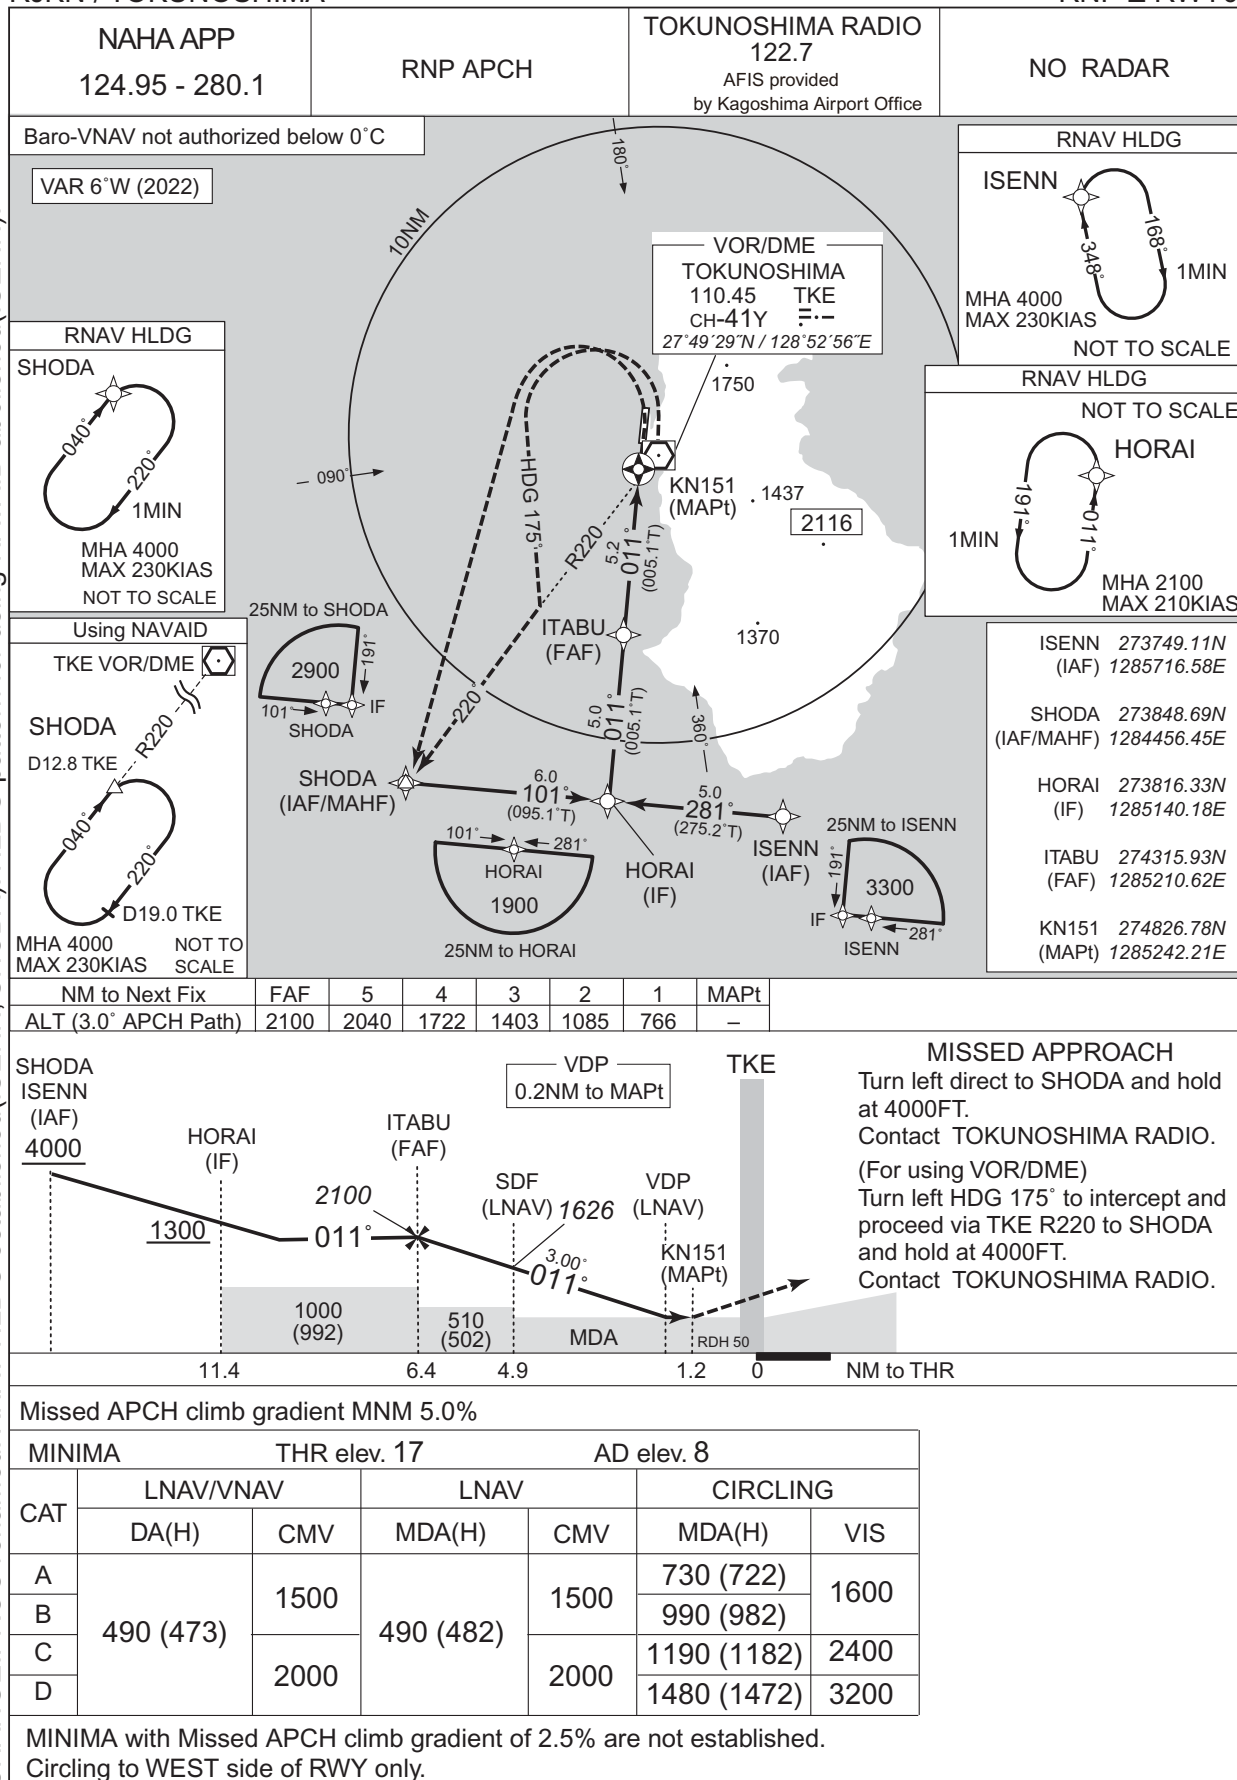 NAHA APP
124.95 - 280.1
RNP APCH
TOKUNOSHIMA RADIO
122.7
AFIS provided
by Kagoshima Airport Office
NO RADAR
Baro-VNAV not authorized below 0˚C
VAR 6˚W (2022)
180˚
10NM
090˚
VOR/DME
TOKUNOSHIMA
110.45 TKE
CH-41Y
27˚49´29˝N / 128˚52´56˝E
1750
KN151
(MAPt)
1437
2116
1370
HDG 175˚
R220
5.2
011˚
(005.1˚T)
ITABU
(FAF)
5.0
011˚
(005.1˚T)
220˚
360˚
SHODA
(IAF/MAHF)
6.0
101˚
(095.1˚T)
5.0
281˚
(275.2˚T)
HORAI
(IF)
ISENN
(IAF)
RNAV HLDG
ISENN
168˚
348˚
1MIN
MHA 4000
MAX 230KIAS
NOT TO SCALE
RNAV HLDG
NOT TO SCALE
HORAI
191˚
011˚
1MIN
MHA 2100
MAX 210KIAS
RNAV HLDG
SHODA
040˚
220˚
1MIN
MHA 4000
MAX 230KIAS
NOT TO SCALE
Using NAVAID
TKE VOR/DME
R220
SHODA
D12.8 TKE
040˚
220˚
D19.0 TKE
MHA 4000 NOT TO
MAX 230KIAS SCALE
25NM to SHODA
2900
191˚
101˚
IF
SHODA
101˚
281˚
HORAI
1900
25NM to HORAI
25NM to ISENN
191˚
3300
IF
281˚
ISENN
ISENN 273749.11N
(IAF) 1285716.58E
SHODA 273848.69N
(IAF/MAHF) 1284456.45E
HORAI 273816.33N
(IF) 1285140.18E
ITABU 274315.93N
(FAF) 1285210.62E
KN151 274826.78N
(MAPt) 1285242.21E
NM to Next Fix FAF 5 4 3 2 1 MAPt
ALT (3.0˚ APCH Path) 2100 2040 1722 1403 1085 766 –
SHODA
ISENN
(IAF)
4000
HORAI
(IF)
1300
ITABU
(FAF)
2100
011˚
SDF
(LNAV)
1626
VDP
0.2NM to MAPt
VDP
(LNAV)
KN151
(MAPt)
TKE
3.00˚
011˚
1000
(992)
510
(502)
MDA
RDH 50
11.4 6.4 4.9 1.2 0 NM to THR
MISSED APPROACH
Turn left direct to SHODA and hold
at 4000FT.
Contact TOKUNOSHIMA RADIO.
(For using VOR/DME)
Turn left HDG 175˚ to intercept and
proceed via TKE R220 to SHODA
and hold at 4000FT.
Contact TOKUNOSHIMA RADIO.
Missed APCH climb gradient MNM 5.0%
MINIMA THR elev. 17 AD elev. 8
CAT LNAV/VNAV LNAV CIRCLING
DA(H) CMV MDA(H) CMV MDA(H) VIS
A 490 (473) 1500 490 (482) 1500 730 (722) 1600
B 990 (982)
C 2000 2000 1190 (1182) 2400
D 1480 (1472) 3200
MINIMA with Missed APCH climb gradient of 2.5% are not established.
Circling to WEST side of RWY only.